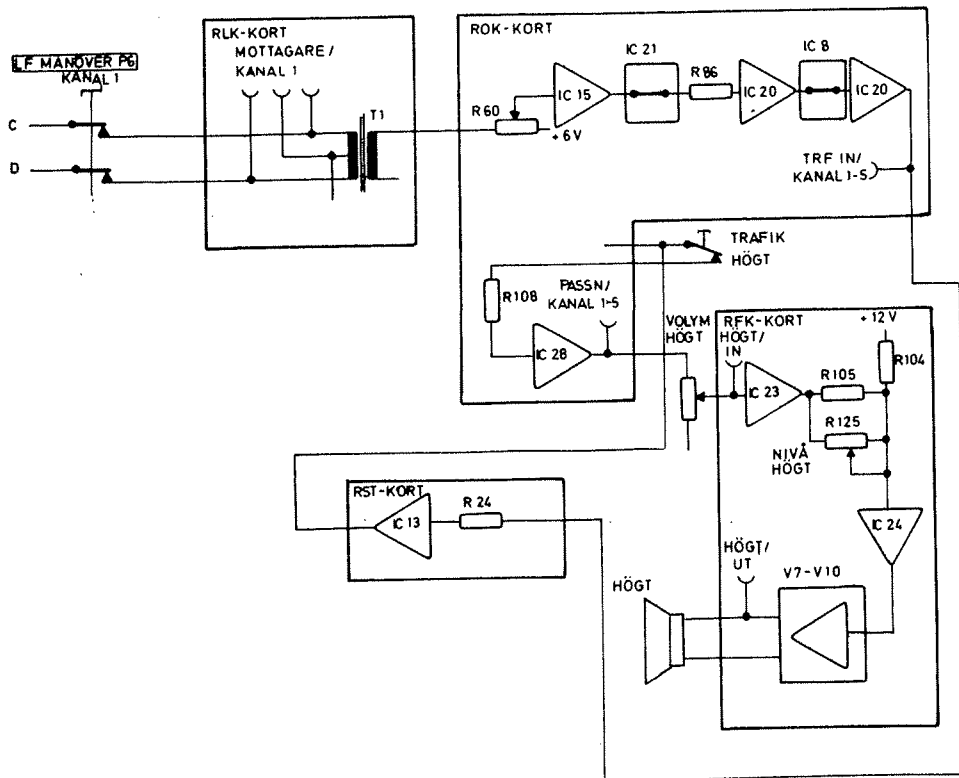 LF MANÖVER PG
KANAL 1
C
D
RLK-KORT
MOTTAGARE/
KANAL 1
T1
ROK-KORT
R60
+6V
IC 15
IC 21
R86
IC 20
IC 8
IC 20
TRF IN/
KANAL 1-5
TRAFIK
HÖGT
R108
PASSN/
KANAL 1-5
IC 28
VOLYM
HÖGT
RFK-KORT
HÖGT/
IN
+12V
R104
IC 23
R105
R125
NIVÅ
HÖGT
IC 24
RST-KORT
IC 13
R 24
HÖGT
HÖGT/
UT
V7-V10